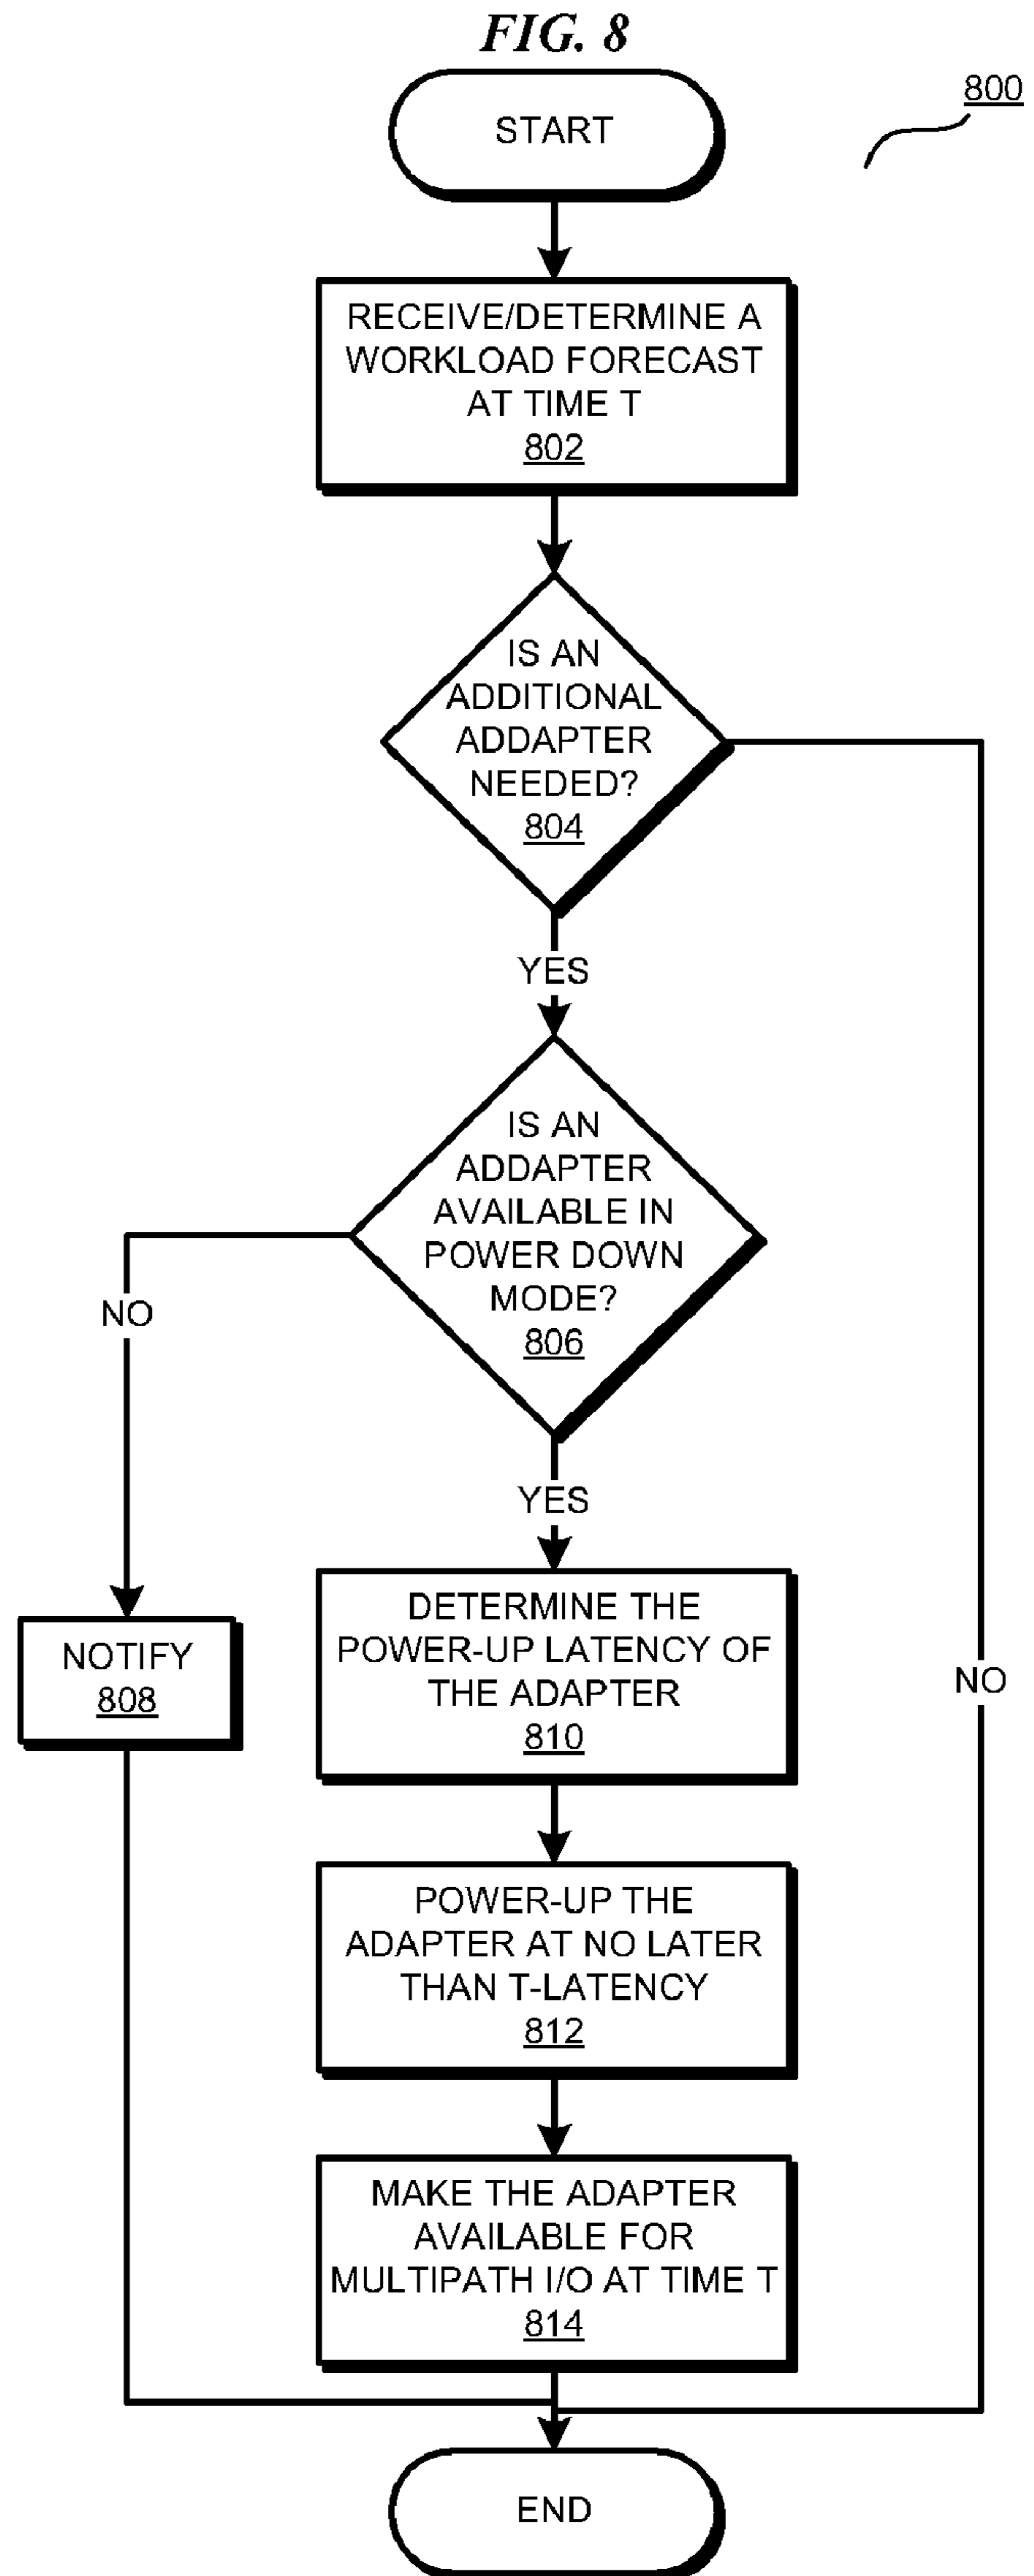 FIG. 8
800
START
RECEIVE/DETERMINE A
WORKLOAD FORECAST
AT TIME T
802
IS AN
ADDITIONAL
ADDAPTER
NEEDED?
804
YES
IS AN
ADDAPTER
AVAILABLE IN
POWER DOWN
MODE?
806
NO
YES
NOTIFY
808
DETERMINE THE
POWER-UP LATENCY OF
THE ADAPTER
810
NO
POWER-UP THE
ADAPTER AT NO LATER
THAN T-LATENCY
812
MAKE THE ADAPTER
AVAILABLE FOR
MULTIPATH I/O AT TIME T
814
END